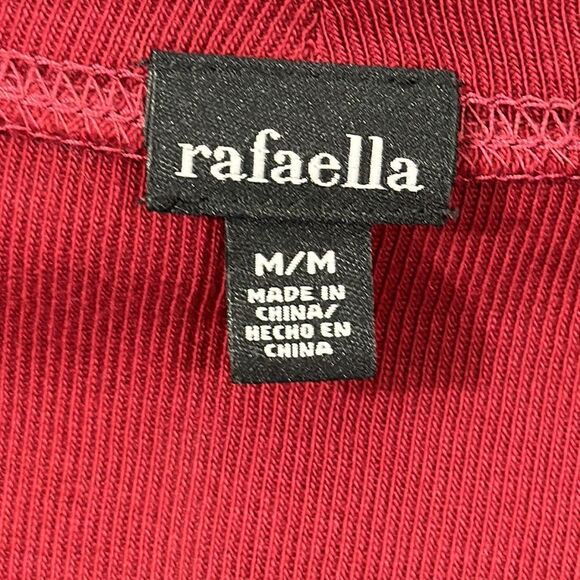 rafaella
M/M
MADE IN
CHINA/
HECHO EN
CHINA